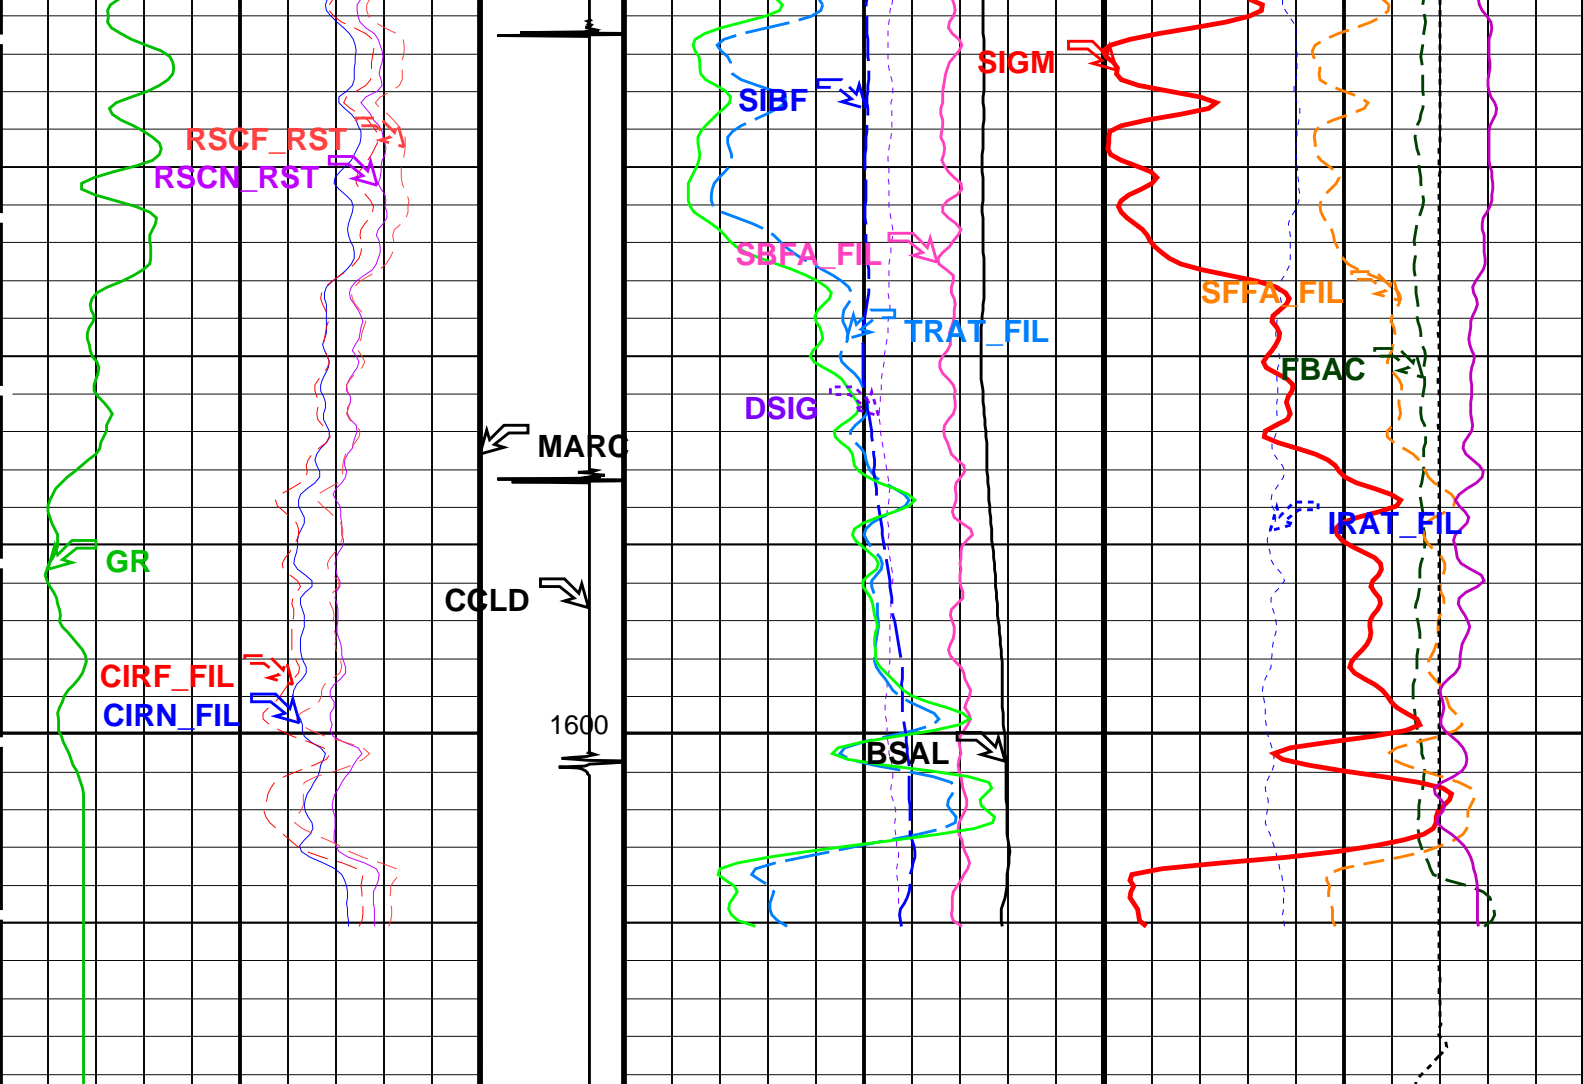 SIGM
SIBF
RSCF_RST
RSCN_RST
SBFA_FIL
SFFA_FIL
TRAT_FIL
FBAC
DSIG
MARC
IRAT_FIL
GR
CCLD
CIRF_FIL
CIRN_FIL
1600
BSAL